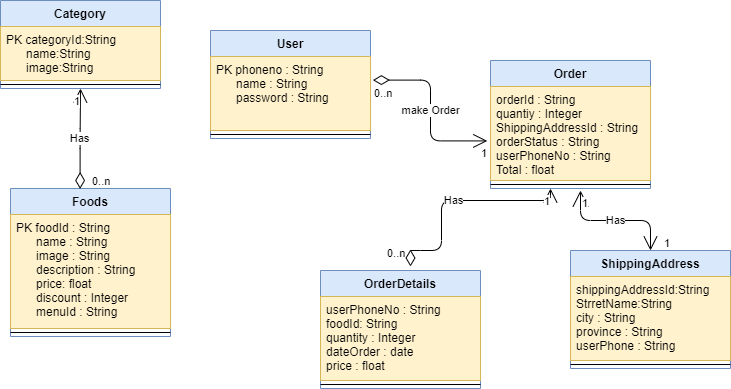 Category
PK categoryId:String
name:String
image:String
1
Has
0..n
Foods
PK foodId : String
name : String
image : String
description : String
price: float
discount : Integer
menuId : String
User
PK phoneno : String
name : String
password : String
0..n
make Order
1
Order
orderId : String
quantiy : Integer
ShippingAddressId : String
orderStatus : String
userPhoneNo : String
Total : float
Has
1
0..n
OrderDetails
userPhoneNo : String
foodId: String
quantity : Integer
dateOrder : date
price : float
1.
Has
1
ShippingAddress
shippingAddressId:String
StrretName:String
city : String
province : String
userPhone : String